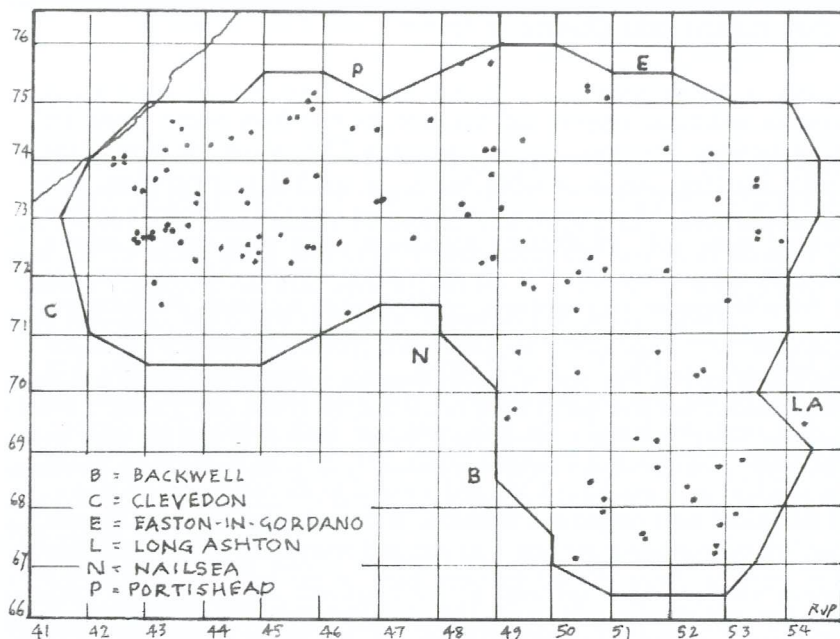 76
P
E
75
74
73
72
C
71
N
70
LA
69
B
68
67
66
B = BACKWELL
C = CLEVEDON
E = EASTON-IN-GORDANO
L = LONG ASHTON
N = NAILSEA
P = PORTISHEAD
RJP
41 42 43 44 45 46 47 48 49 50 51 52 53 54